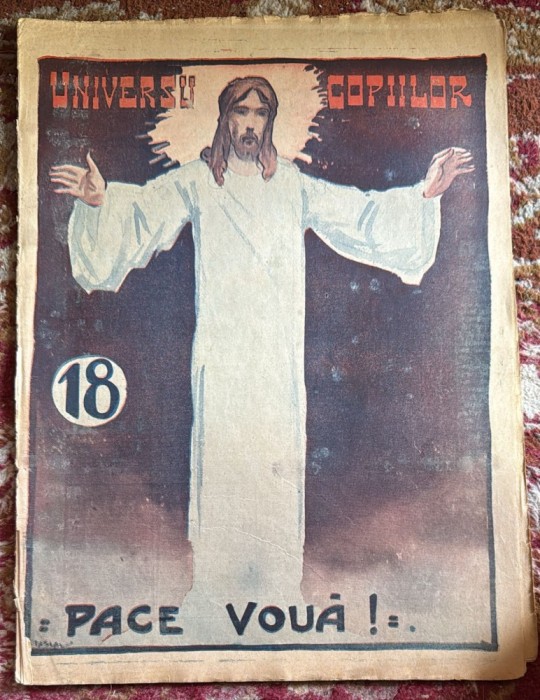 UNIVERSUL COPIILOR
18
= PACE VOUĂ ! = .